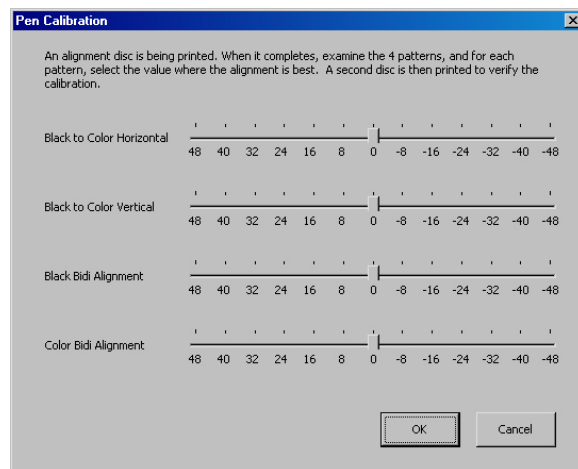 Pen Calibration
An alignment disc is being printed. When it completes, examine the 4 patterns, and for each
pattern, select the value where the alignment is best. A second disc is then printed to verify the
calibration.
Black to Color Horizontal
48 40 32 24 16 8 0 -8 -16 -24 -32 -40 -48
Black to Color Vertical
48 40 32 24 16 8 0 -8 -16 -24 -32 -40 -48
Black Bidi Alignment
48 40 32 24 16 8 0 -8 -16 -24 -32 -40 -48
Color Bidi Alignment
48 40 32 24 16 8 0 -8 -16 -24 -32 -40 -48
OK Cancel